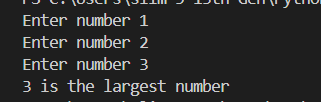 Enter number 1
Enter number 2
Enter number 3
3 is the largest number